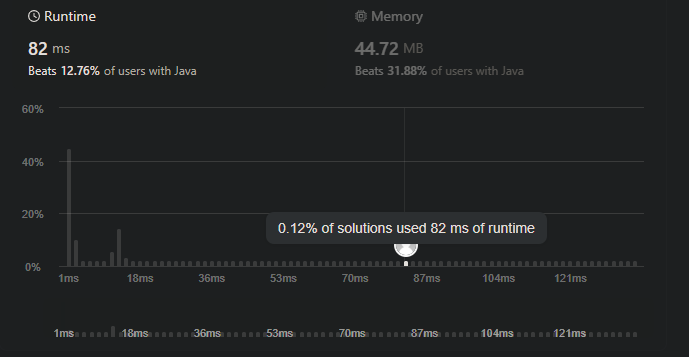 Runtime
Memory
82 ms
44.72 MB
Beats 12.76% of users with Java
Beats 31.88% of users with Java
60%
40%
20%
0.12% of solutions used 82 ms of runtime
0%
1ms 18ms 36ms 53ms 70ms 87ms 104ms 121ms
1ms 18ms 36ms 53ms 70ms 87ms 104ms 121ms